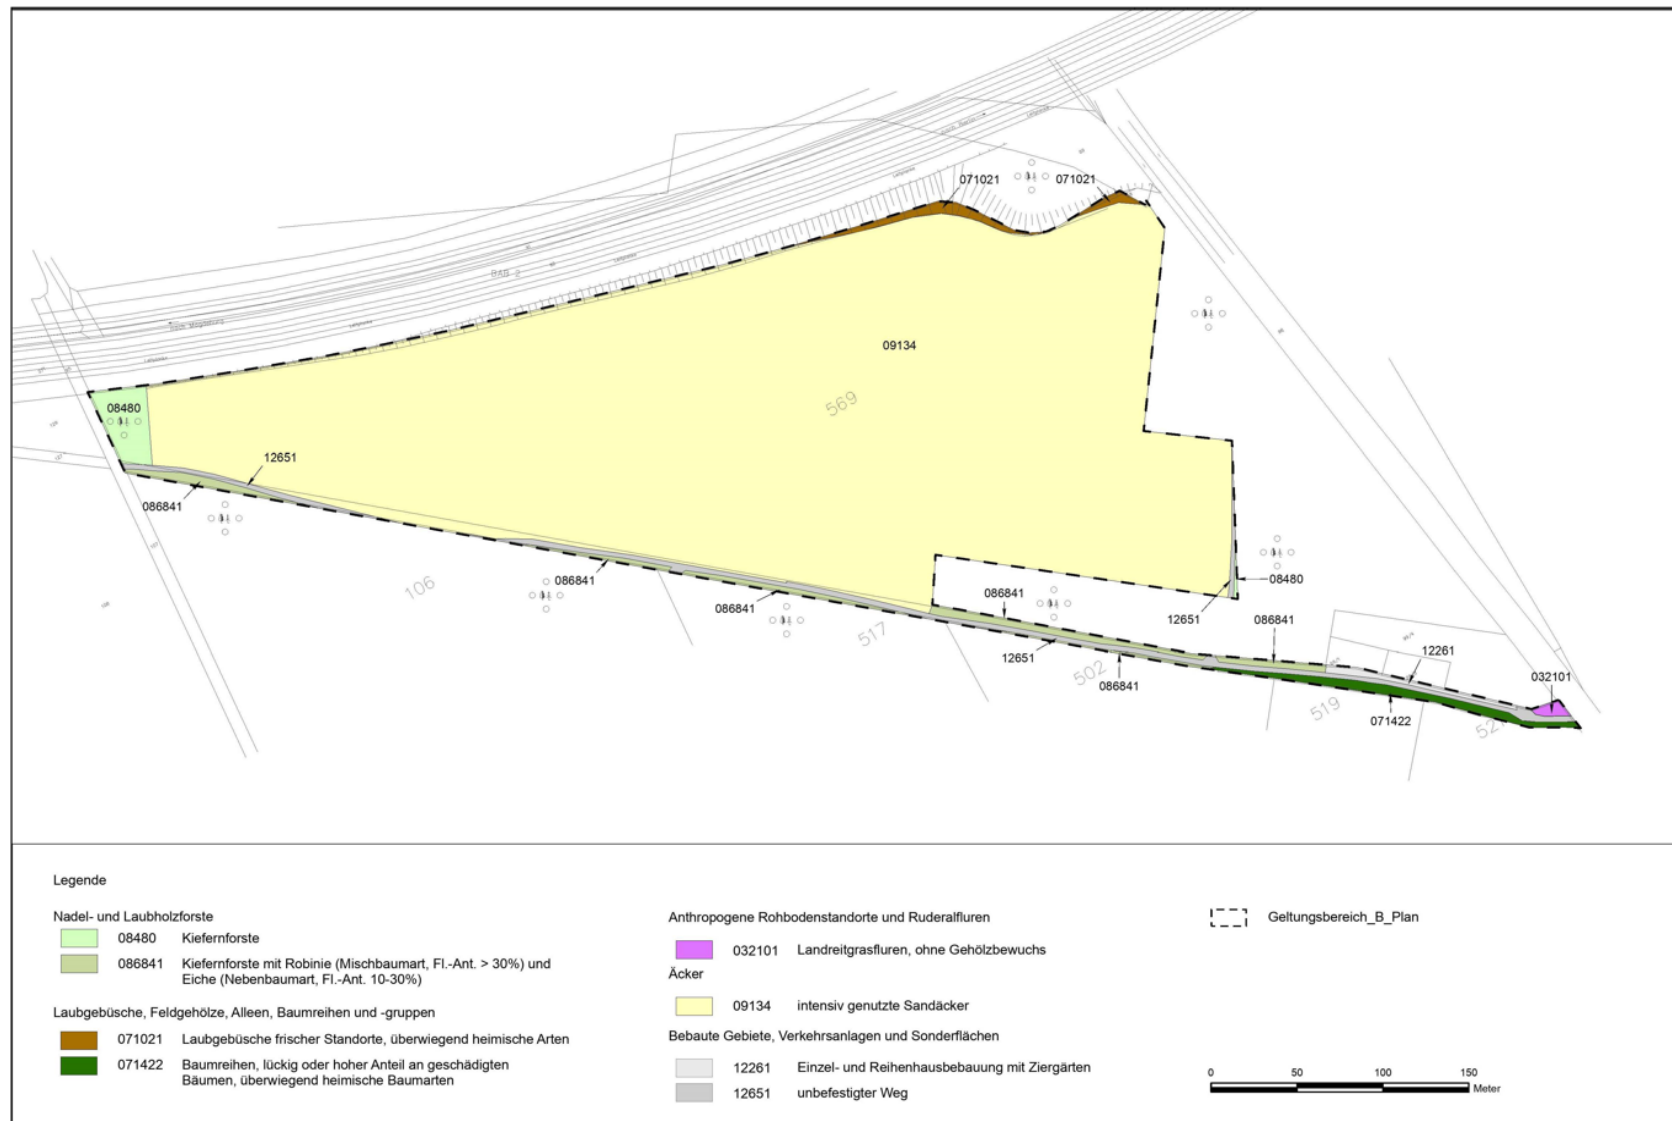 BAB 2
071021
071021
09134
569
08480
12651
086841
106
086841
086841
517
086841
12651
502
086841
12651
08480
086841
12261
032101
519
071422
Legende
Nadel- und Laubholzforste
08480 Kiefernforste
086841 Kiefernforste mit Robinie (Mischbaumart, Fl.-Ant. > 30%) und
Eiche (Nebenbaumart, Fl.-Ant. 10-30%)
Laubgebüsche, Feldgehölze, Alleen, Baumreihen und -gruppen
071021 Laubgebüsche frischer Standorte, überwiegend heimische Arten
071422 Baumreihen, lückig oder hoher Anteil an geschädigten
Bäumen, überwiegend heimische Baumarten
Anthropogene Rohbodenstandorte und Ruderalfluren
032101 Landreitgrasfluren, ohne Gehölzbewuchs
Äcker
09134 intensiv genutzte Sandäcker
Bebaute Gebiete, Verkehrsanlagen und Sonderflächen
12261 Einzel- und Reihenhausbebauung mit Ziergärten
12651 unbefestigter Weg
Geltungsbereich_B_Plan
0 50 100 150
Meter